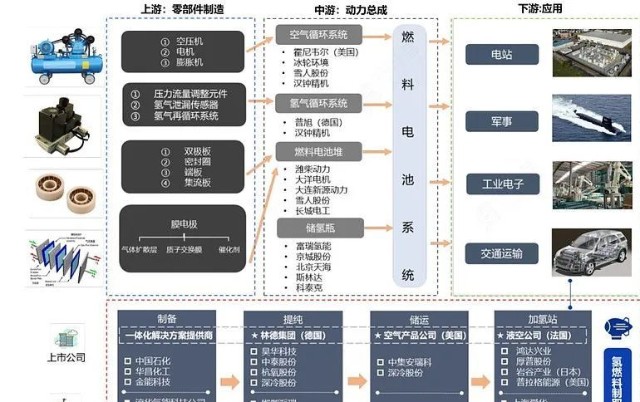 上游：零部件制造
中游：动力总成
下游:应用
① 空压机
② 电机
③ 膨胀机
① 压力流量调整元件
② 氢气泄漏传感器
③ 氢气再循环系统
① 双极板
② 密封圈
③ 端板
④ 集流板
膜电极
气体扩散层
质子交换膜
催化剂
空气循环系统
霍尼韦尔（美国）
冰轮环境
雪人股份
汉钟精机
氢气循环系统
普旭（德国）
汉钟精机
燃料电池堆
潍柴动力
大洋电机
大连新源动力
雪人股份
长城电工
储氢瓶
富瑞氢能
京城股份
北京天海
斯林达
科泰克
燃料电池系统
电站
军事
工业电子
交通运输
上市公司
制备
一体化解决方案提供商
中国石化
华昌化工
金能科技
提纯
林德集团（德国）
昊华科技
中泰股份
杭氧股份
深冷股份
储运
空气产品公司（美国）
中集安瑞科
深冷股份
加氢站
液空公司（法国）
鸿达兴业
厚普股份
岩谷产业（日本）
普拉格能源（美国）
氢燃料制